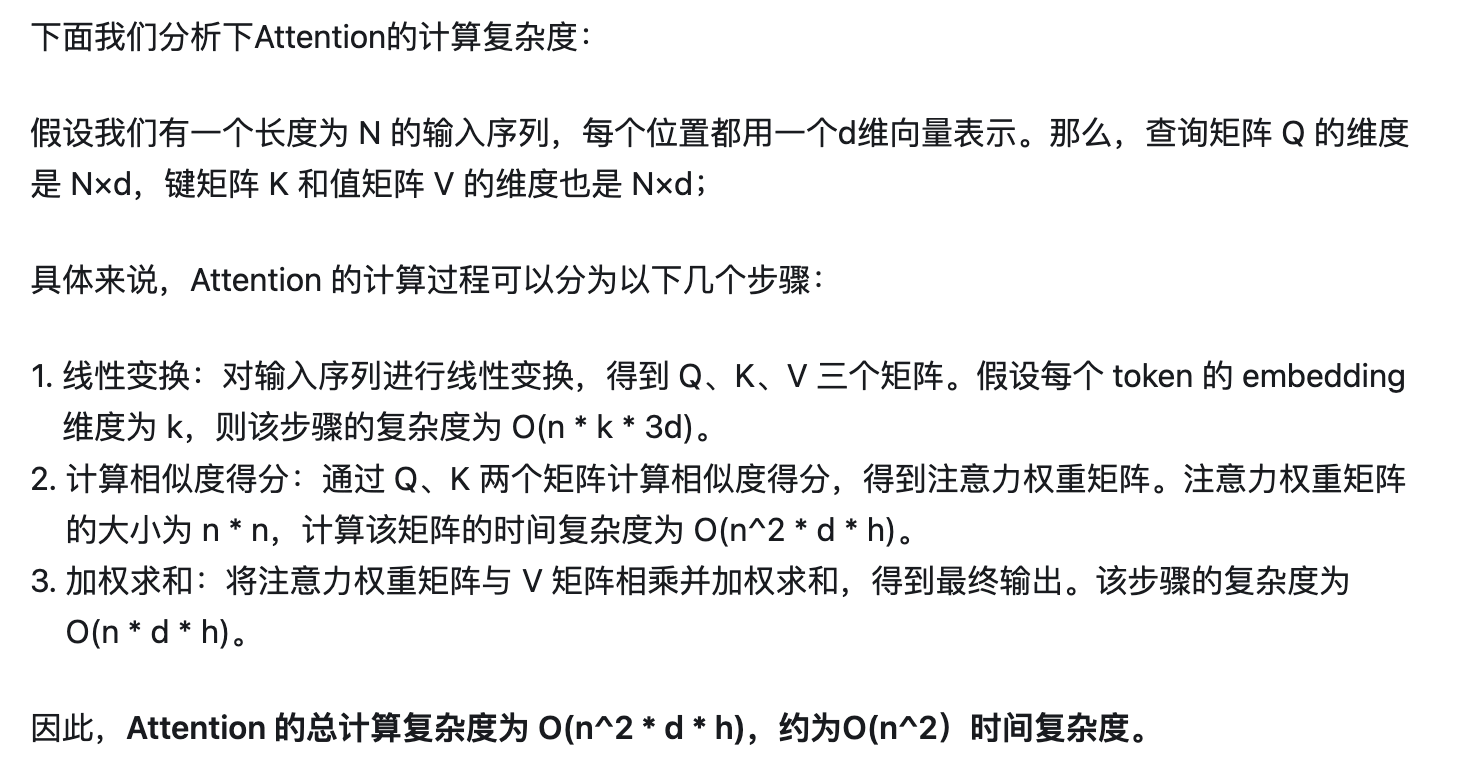 下面我们分析下Attention的计算复杂度：
假设我们有一个长度为 N 的输入序列，每个位置都用一个d维向量表示。那么，查询矩阵 Q 的维度
是 N×d，键矩阵 K 和值矩阵 V 的维度也是 N×d；
具体来说，Attention 的计算过程可以分为以下几个步骤：
1. 线性变换：对输入序列进行线性变换，得到 Q、K、V 三个矩阵。假设每个 token 的 embedding
维度为 k，则该步骤的复杂度为 O(n * k * 3d)。
2. 计算相似度得分：通过 Q、K 两个矩阵计算相似度得分，得到注意力权重矩阵。注意力权重矩阵
的大小为 n * n，计算该矩阵的时间复杂度为 O(n^2 * d * h)。
3. 加权求和：将注意力权重矩阵与 V 矩阵相乘并加权求和，得到最终输出。该步骤的复杂度为
O(n * d * h)。
因此，Attention 的总计算复杂度为 O(n^2 * d * h)，约为O(n^2）时间复杂度。